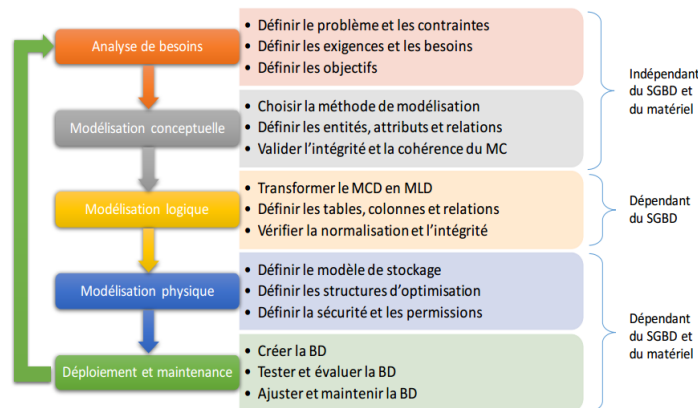 Analyse de besoins
• Définir le problème et les contraintes
• Définir les exigences et les besoins
• Définir les objectifs
Modélisation conceptuelle
• Choisir la méthode de modélisation
• Définir les entités, attributs et relations
• Valider l'intégrité et la cohérence du MC
Indépendant
du SGBD et
du matériel
Modélisation logique
• Transformer le MCD en MLD
• Définir les tables, colonnes et relations
• Vérifier la normalisation et l'intégrité
Dépendant
du SGBD
Modélisation physique
• Définir le modèle de stockage
• Définir les structures d'optimisation
• Définir la sécurité et les permissions
Déploiement et maintenance
• Créer la BD
• Tester et évaluer la BD
• Ajuster et maintenir la BD
Dépendant
du SGBD et
du matériel